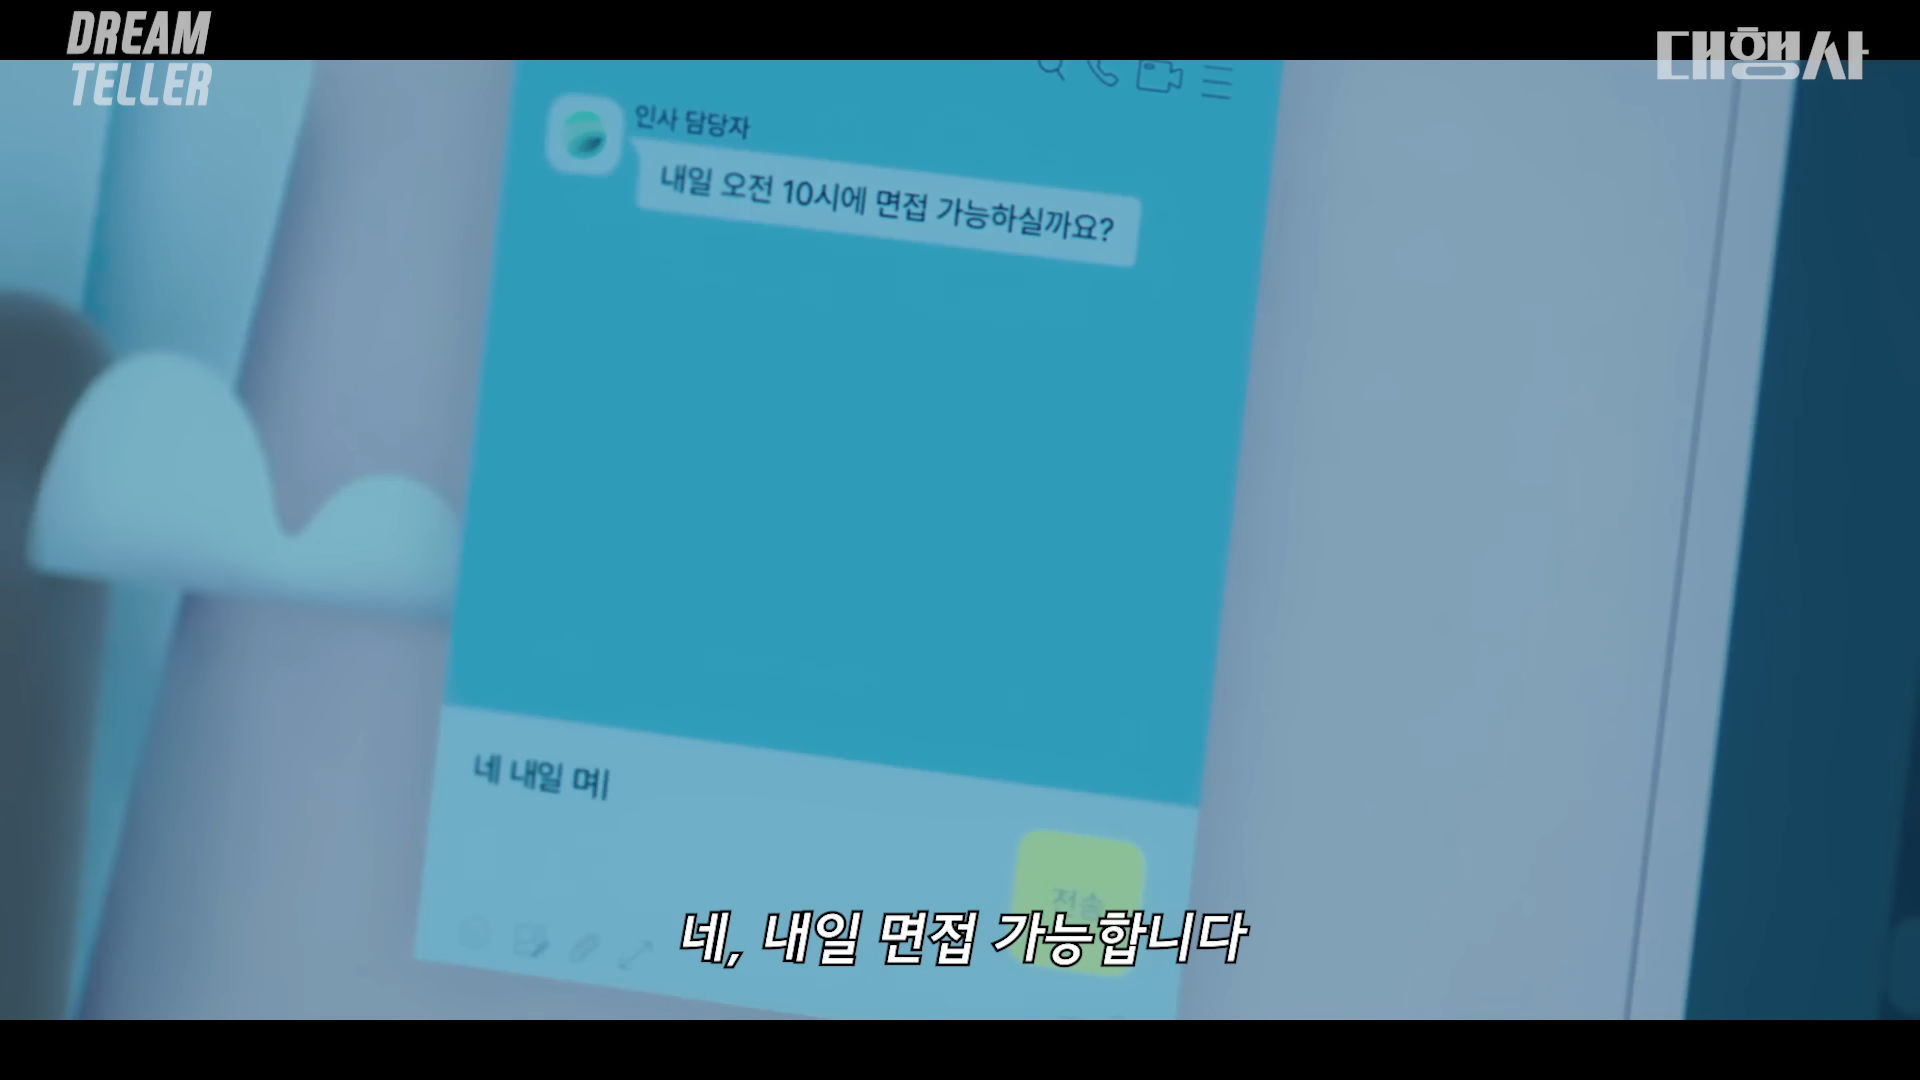 DREAM
TELLER
대행사
인사 담당자
내일 오전 10시에 면접 가능하실까요?
네 내일 며
전송
네, 내일 면접 가능합니다